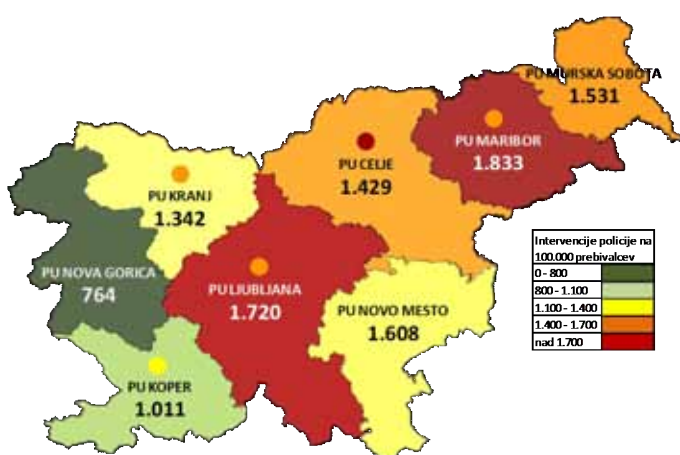 PU MURSKA SOBOTA
1.531
PU MARIBOR
1.833
PU CELJE
1.429
PU KRANJ
1.342
PU NOVA GORICA
764
PU LJUBLJANA
1.720
PU NOVO MESTO
1.608
PU KOPER
1.011
Intervencije policije na
100.000 prebivalcev
0 - 800
800 - 1.100
1.100 - 1.400
1.400 - 1.700
nad 1.700